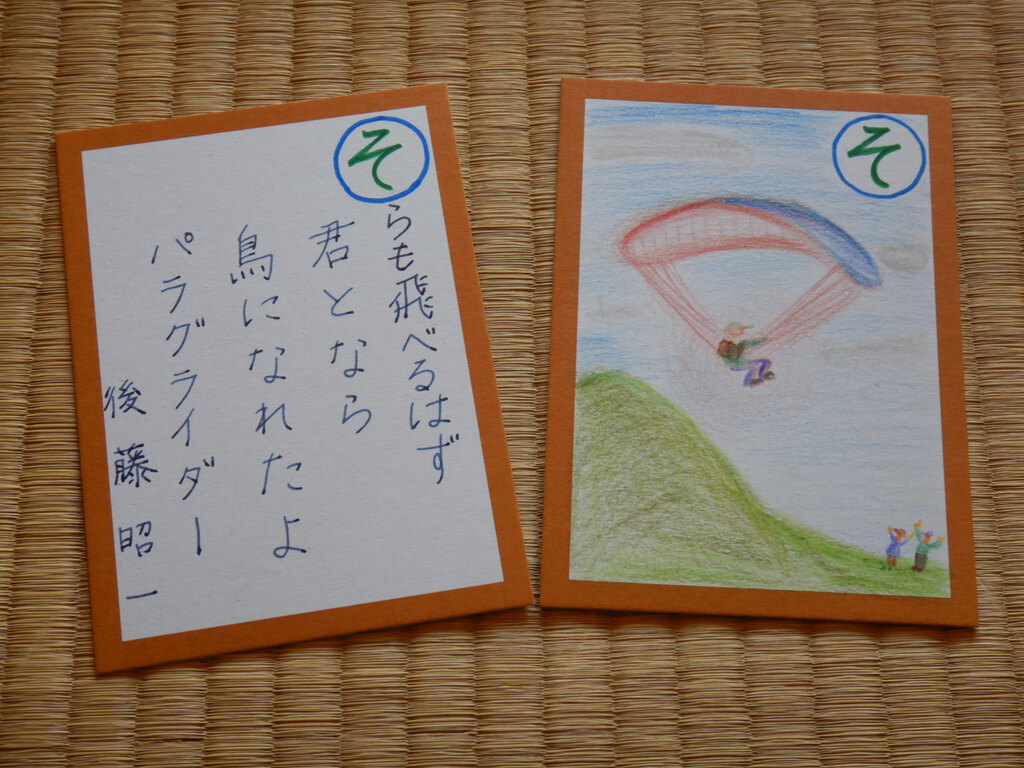 そ
らも飛べるはず
君となら
鳥になれたよ
パラグライダー
後藤昭一
そ